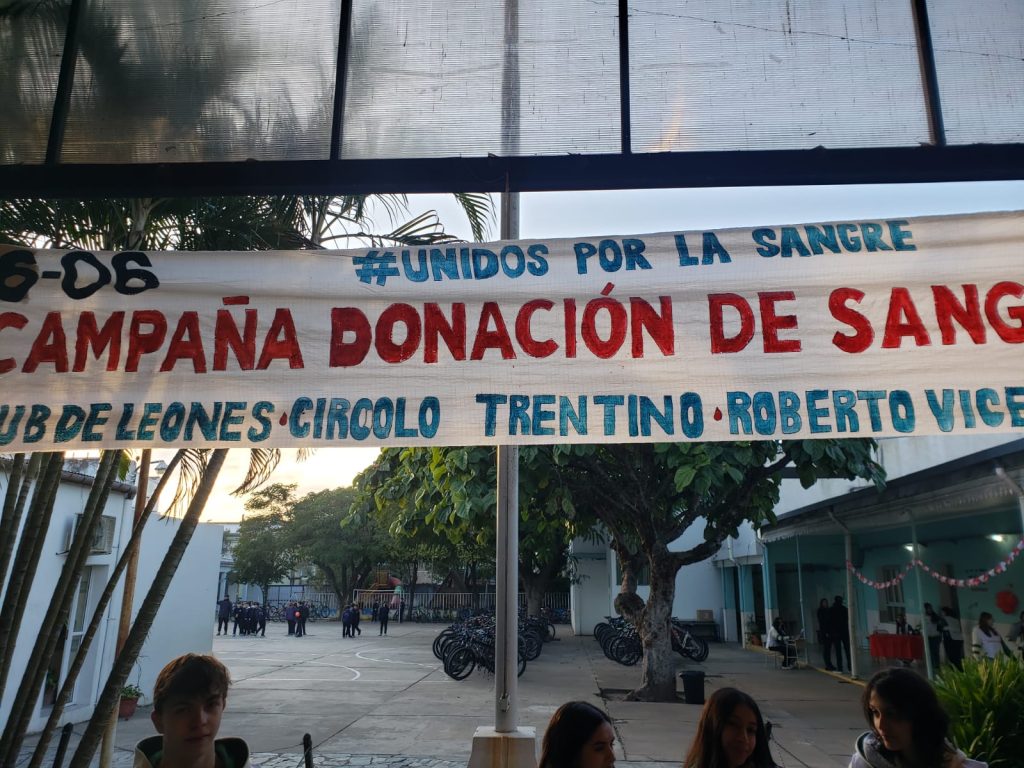 #UNIDOS POR LA SANGRE
6-06
CAMPAÑA DONACIÓN DE SANG
UB DE LEONES · CIRCOLO TRENTINO · ROBERTO VICE